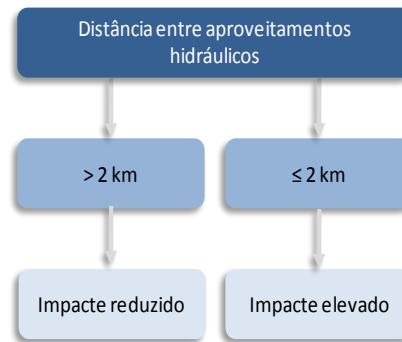 Distância entre aproveitamentos
hidráulicos
> 2 km
≤ 2 km
Impacte reduzido
Impacte elevado